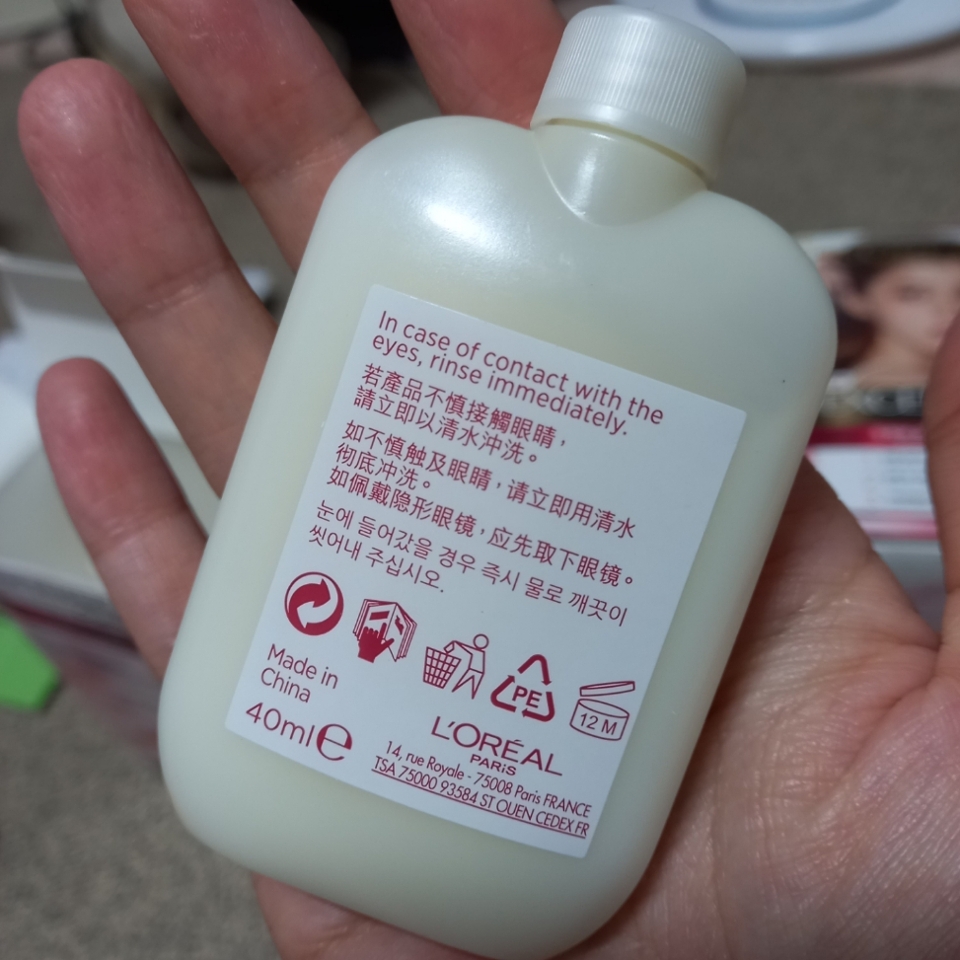 In case of contact with the
eyes, rinse immediately.
若產品不慎接觸眼睛，
請立即以清水沖洗。
如不慎触及眼睛，请立即用清水
彻底冲洗。
如佩戴隐形眼镜，应先取下眼镜。
눈에 들어갔을 경우 즉시 물로 깨끗이
씻어내 주십시오.
PE
12 M
Made in
China
40ml℮
L'ORÉAL
PARIS
14, rue Royale - 75008 Paris FRANCE
TSA 75000 93584 ST OUEN CEDEX FR